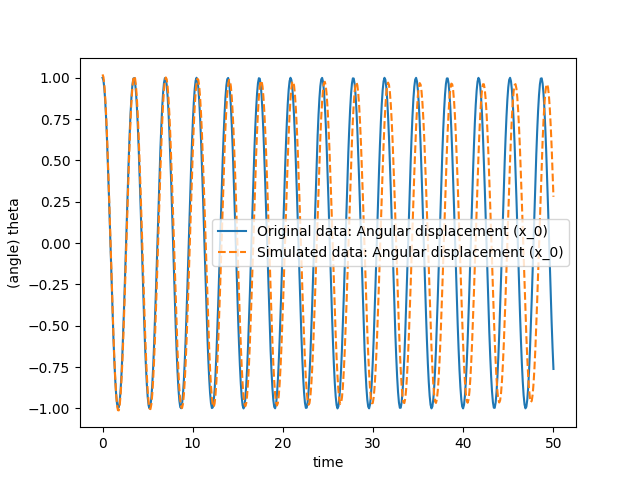 1.00
0.75
0.50
0.25
0.00
−0.25
−0.50
−0.75
−1.00
(angle) theta
Original data: Angular displacement (x_0)
Simulated data: Angular displacement (x_0)
0 10 20 30 40 50
time